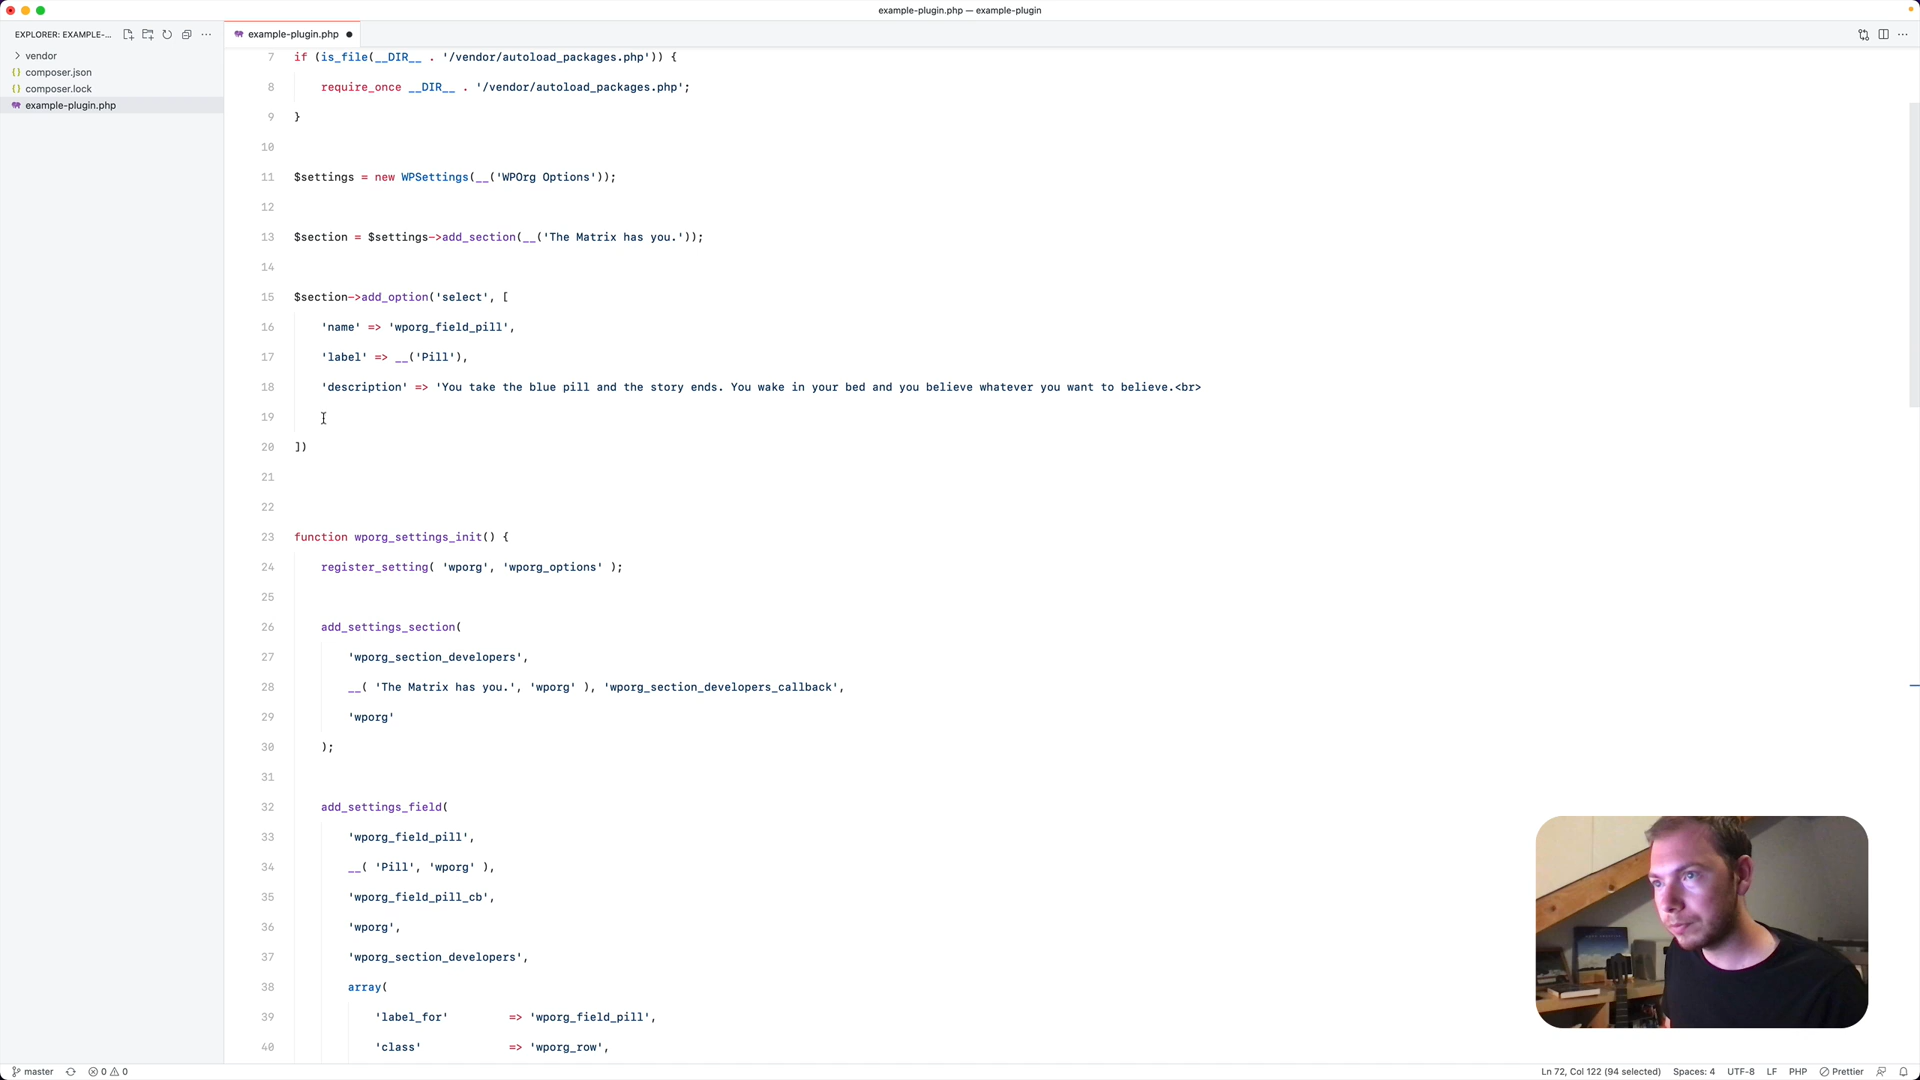 example-plugin.php — example-plugin
EXPLORER: EXAMPLE-...
example-plugin.php
vendor
composer.json
composer.lock
example-plugin.php
7 if (is_file(__DIR__ . '/vendor/autoload_packages.php')) {
8 require_once __DIR__ . '/vendor/autoload_packages.php';
9 }
10
11 $settings = new WPSettings(__('WPOrg Options'));
12
13 $section = $settings->add_section(__('The Matrix has you.'));
14
15 $section->add_option('select', [
16 'name' => 'wporg_field_pill',
17 'label' => __('Pill'),
18 'description' => 'You take the blue pill and the story ends. You wake in your bed and you believe whatever you want to believe.<br>
19
20 ])
21
22
23 function wporg_settings_init() {
24 register_setting( 'wporg', 'wporg_options' );
25
26 add_settings_section(
27 'wporg_section_developers',
28 __( 'The Matrix has you.', 'wporg' ), 'wporg_section_developers_callback',
29 'wporg'
30 );
31
32 add_settings_field(
33 'wporg_field_pill',
34 __( 'Pill', 'wporg' ),
35 'wporg_field_pill_cb',
36 'wporg',
37 'wporg_section_developers',
38 array(
39 'label_for' => 'wporg_field_pill',
40 'class' => 'wporg_row',
master 0 0 Ln 72, Col 122 (94 selected) Spaces: 4 UTF-8 LF PHP Prettier